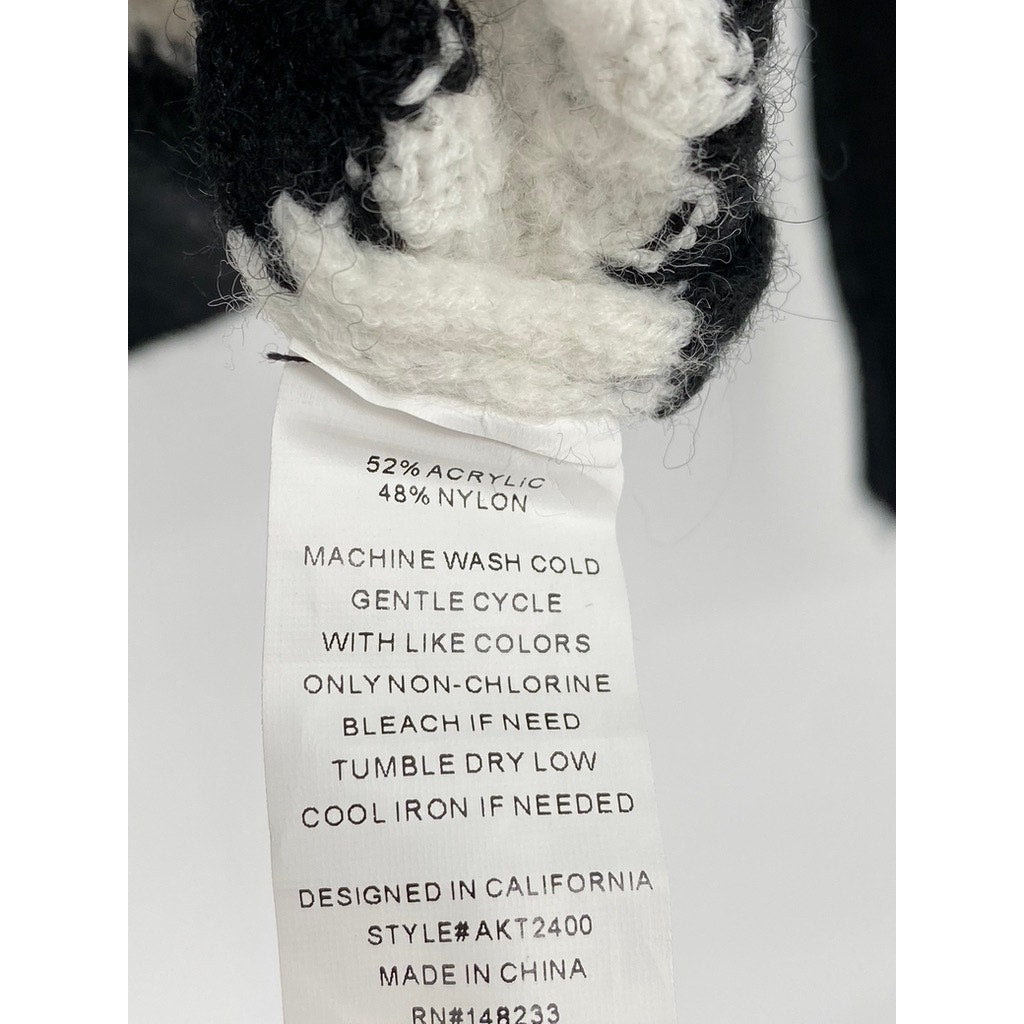 52% ACRYLiC
48% NYLON
MACHINE WASH COLD
GENTLE CYCLE
WITH LIKE COLORS
ONLY NON-CHLORINE
BLEACH IF NEED
TUMBLE DRY LOW
COOL IRON IF NEEDED
DESIGNED IN CALIFORNIA
STYLE#AKT2400
MADE IN CHINA
RN#148233